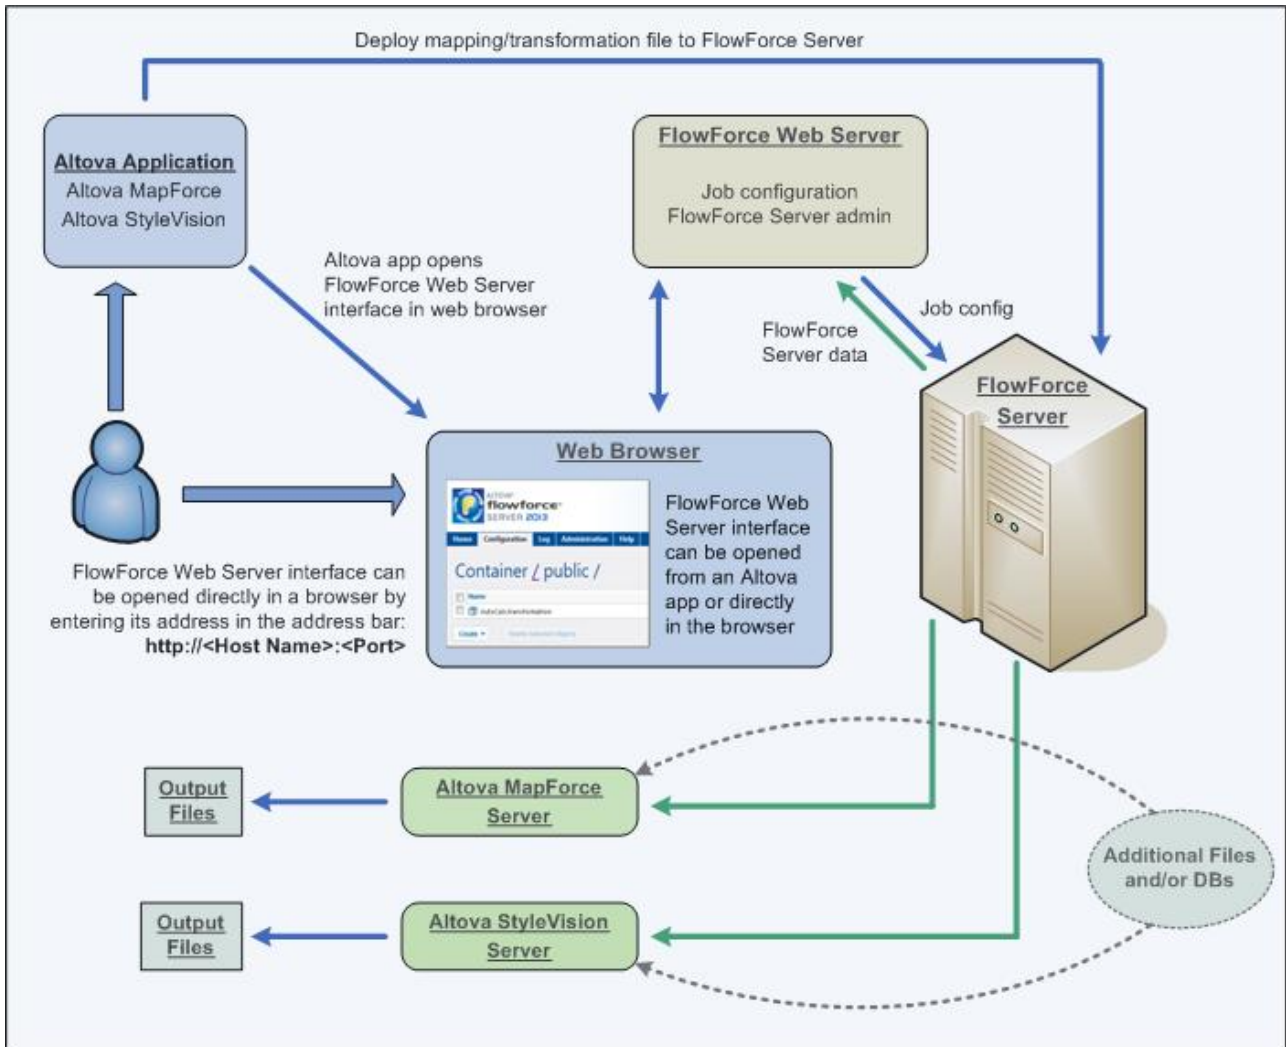 Deploy mapping/transformation file to FlowForce Server
Altova Application
Altova MapForce
Altova StyleVision
FlowForce Web Server
Job configuration
FlowForce Server admin
Altova app opens
FlowForce Web Server
interface in web browser
Job config
FlowForce
Server data
FlowForce
Server
Web Browser
ALTOVA
flowforce
SERVER 2013
Home Configuration Log Administration Help
Container / public /
Name
Create
FlowForce Web
Server interface
can be opened
from an Altova
app or directly
in the browser
FlowForce Web Server interface can
be opened directly in a browser by
entering its address in the address bar:
http://<Host Name>:<Port>
Output
Files
Altova MapForce
Server
Additional Files
and/or DBs
Output
Files
Altova StyleVision
Server